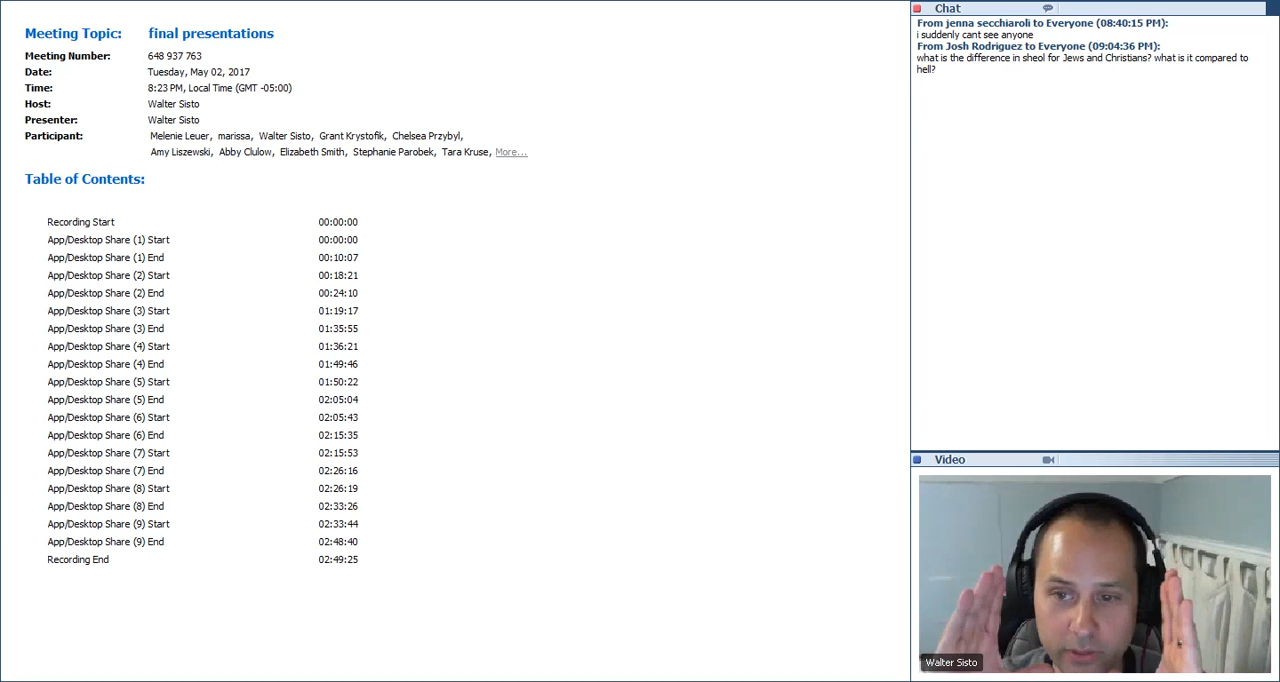 Meeting Topic: final presentations
Meeting Number: 648 937 763
Date: Tuesday, May 02, 2017
Time: 8:23 PM, Local Time (GMT -05:00)
Host: Walter Sisto
Presenter: Walter Sisto
Participant: Melenie Leuer, marissa, Walter Sisto, Grant Krystofik, Chelsea Przybyl,
Amy Liszewski, Abby Clulow, Elizabeth Smith, Stephanie Parobek, Tara Kruse, More...
Table of Contents:
Recording Start 00:00:00
App/Desktop Share (1) Start 00:00:00
App/Desktop Share (1) End 00:10:07
App/Desktop Share (2) Start 00:18:21
App/Desktop Share (2) End 00:24:10
App/Desktop Share (3) Start 01:19:17
App/Desktop Share (3) End 01:35:55
App/Desktop Share (4) Start 01:36:21
App/Desktop Share (4) End 01:49:46
App/Desktop Share (5) Start 01:50:22
App/Desktop Share (5) End 02:05:04
App/Desktop Share (6) Start 02:05:43
App/Desktop Share (6) End 02:15:35
App/Desktop Share (7) Start 02:15:53
App/Desktop Share (7) End 02:26:16
App/Desktop Share (8) Start 02:26:19
App/Desktop Share (8) End 02:33:26
App/Desktop Share (9) Start 02:33:44
App/Desktop Share (9) End 02:48:40
Recording End 02:49:25
Chat
From jenna secchiaroli to Everyone (08:40:15 PM):
i suddenly cant see anyone
From Josh Rodriguez to Everyone (09:04:36 PM):
what is the difference in sheol for Jews and Christians? what is it compared to
hell?
Video
Walter Sisto